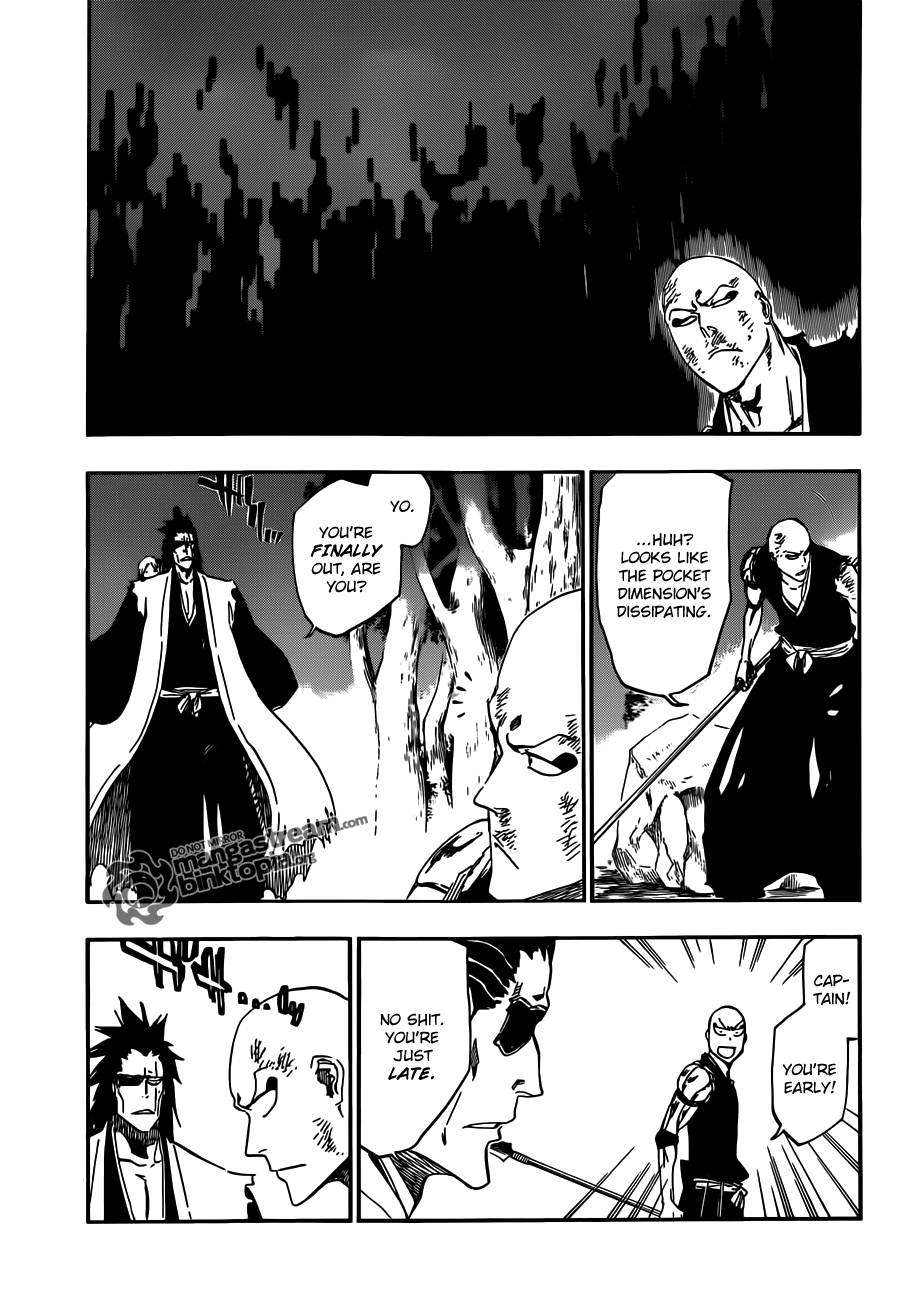 ...HUH?
LOOKS LIKE
THE POCKET
DIMENSION'S
DISSIPATING.
YO.
YOU'RE
FINALLY
OUT, ARE
YOU?
DO NOT MIRROR
mangastream.com
binktopia.org
CAP-
TAIN!
YOU'RE
EARLY!
NO SHIT.
YOU'RE
JUST
LATE.